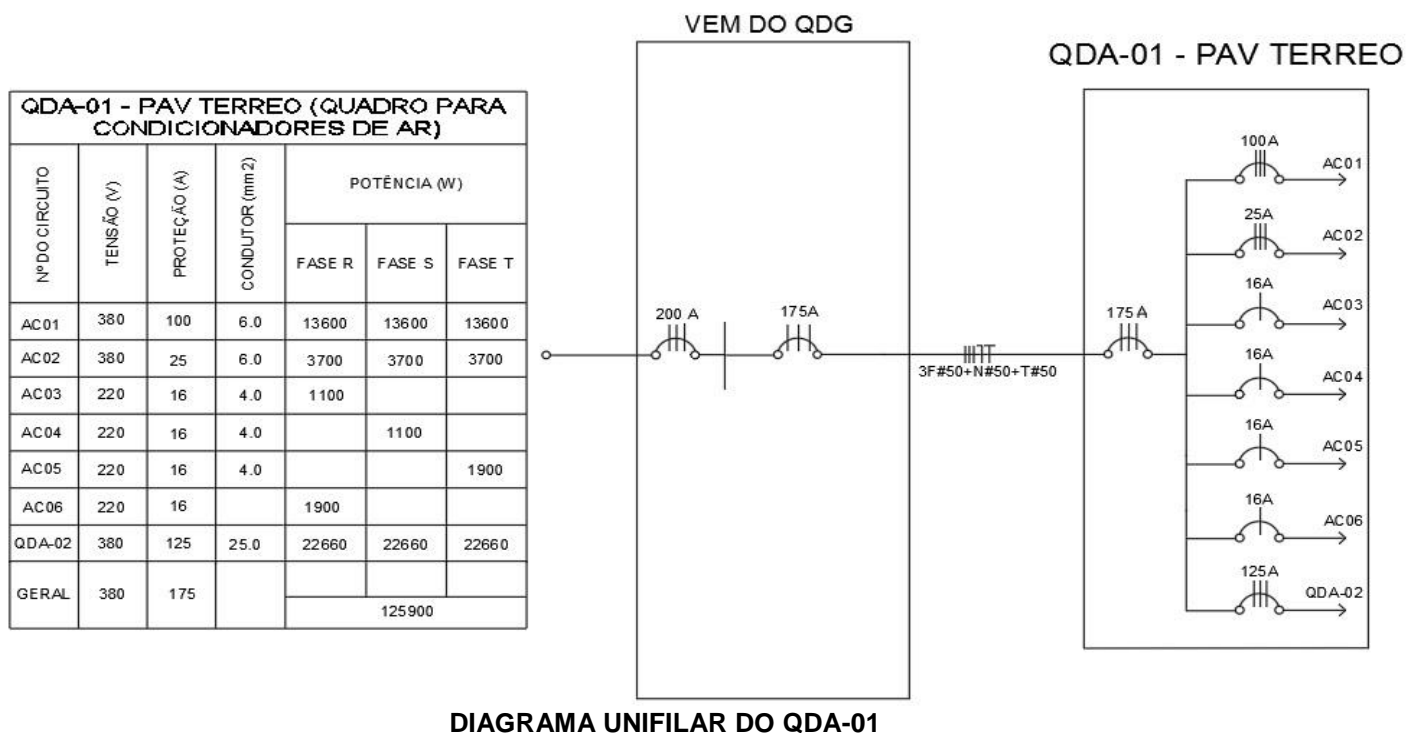 VEM DO QDG
QDA-01 - PAV TERREO
QDA-01 - PAV TERREO (QUADRO PARA
CONDICIONADORES DE AR)
Nº DO CIRCUITO
TENSÃO (V)
PROTEÇÃO (A)
CONDUTOR (mm2)
POTÊNCIA (W)
FASE R FASE S FASE T
AC01 380 100 6.0 13600 13600 13600
AC02 380 25 6.0 3700 3700 3700
AC03 220 16 4.0 1100
AC04 220 16 4.0 1100
AC05 220 16 4.0 1900
AC06 220 16 1900
QDA-02 380 125 25.0 22660 22660 22660
GERAL 380 175
125900
200 A
175A
3F#50+N#50+T#50
175 A
100A
AC01
25A
AC02
16A
AC03
16A
AC04
16A
AC05
16A
AC06
125A
QDA-02
DIAGRAMA UNIFILAR DO QDA-01